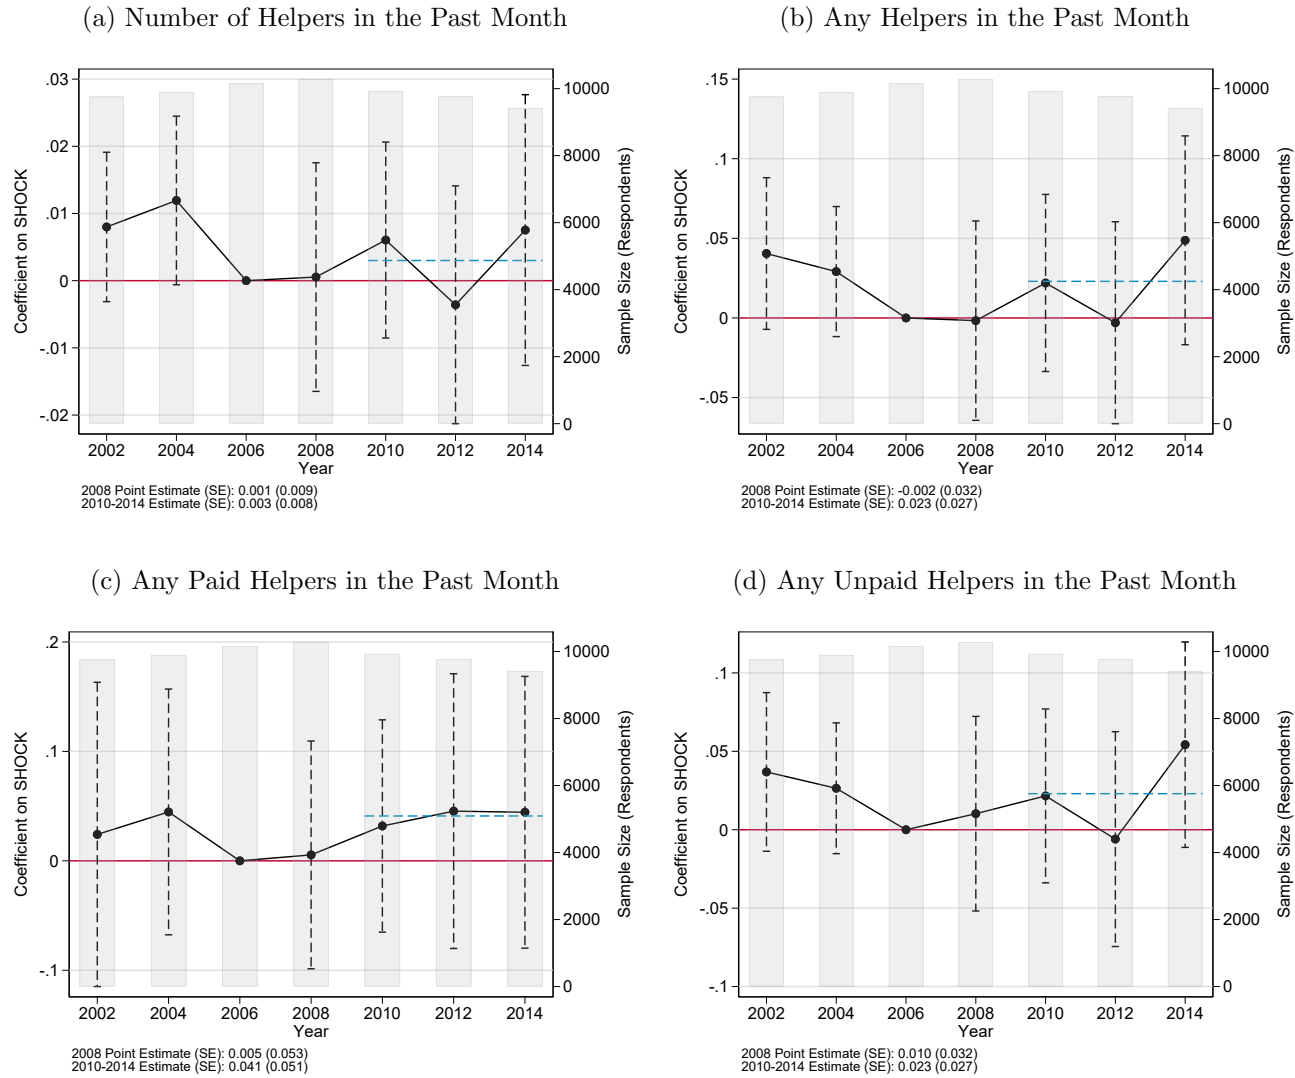 (a) Number of Helpers in the Past Month
.03
.02
.01
0
-.01
-.02
Coefficient on SHOCK
10000
8000
6000
4000
2000
0
Sample Size (Respondents)
2002 2004 2006 2008 2010 2012 2014
Year
2008 Point Estimate (SE): 0.001 (0.009)
2010-2014 Estimate (SE): 0.003 (0.008)
(b) Any Helpers in the Past Month
.15
.1
.05
0
-.05
Coefficient on SHOCK
10000
8000
6000
4000
2000
0
Sample Size (Respondents)
2002 2004 2006 2008 2010 2012 2014
Year
2008 Point Estimate (SE): -0.002 (0.032)
2010-2014 Estimate (SE): 0.023 (0.027)
(c) Any Paid Helpers in the Past Month
.2
.1
0
-.1
Coefficient on SHOCK
10000
8000
6000
4000
2000
0
Sample Size (Respondents)
2002 2004 2006 2008 2010 2012 2014
Year
2008 Point Estimate (SE): 0.005 (0.053)
2010-2014 Estimate (SE): 0.041 (0.051)
(d) Any Unpaid Helpers in the Past Month
.1
.05
0
-.05
-.1
Coefficient on SHOCK
10000
8000
6000
4000
2000
0
Sample Size (Respondents)
2002 2004 2006 2008 2010 2012 2014
Year
2008 Point Estimate (SE): 0.010 (0.032)
2010-2014 Estimate (SE): 0.023 (0.027)